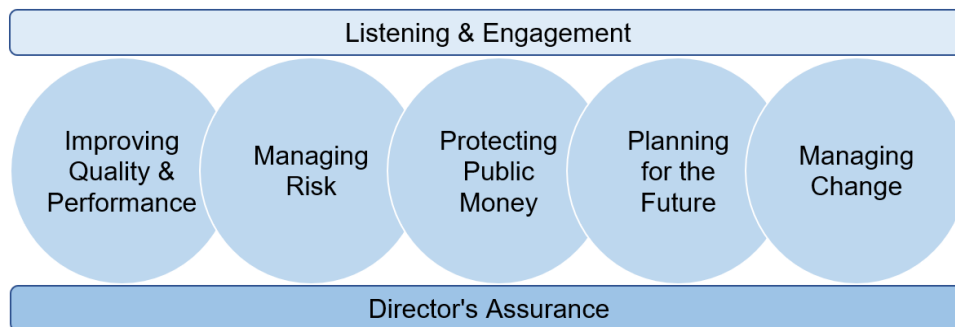 Listening & Engagement
Improving
Quality &
Performance
Managing
Risk
Protecting
Public
Money
Planning
for the
Future
Managing
Change
Director's Assurance